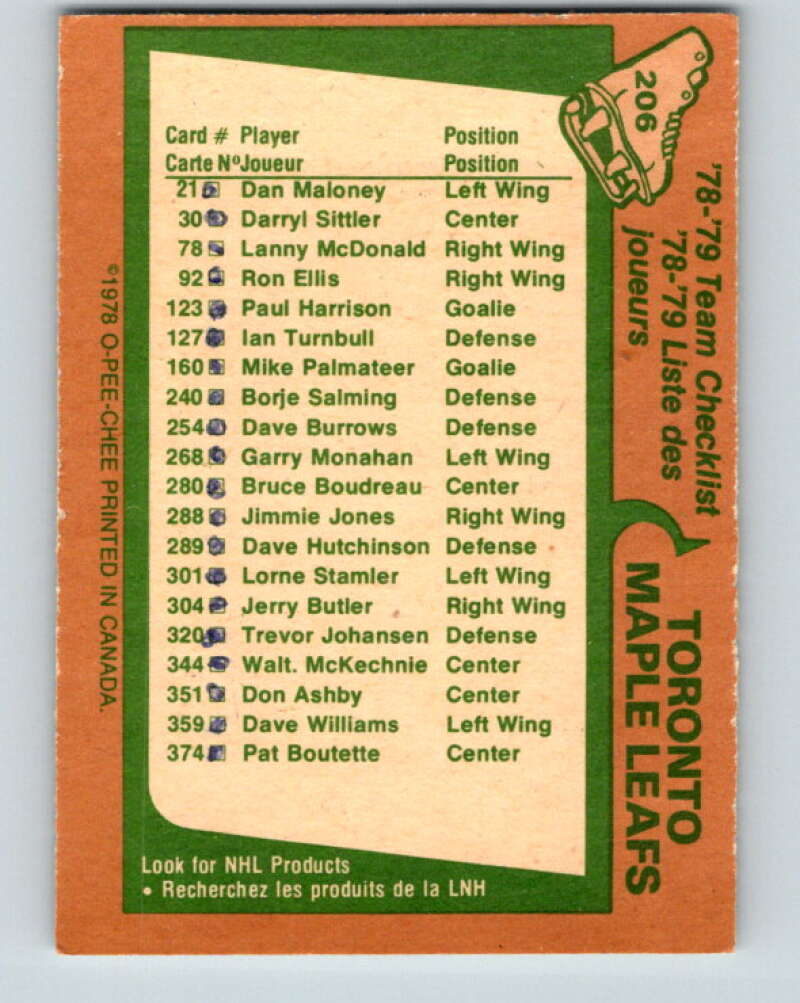 206
'78-'79 Team Checklist
'78-'79 Liste des
joueurs
TORONTO
MAPLE LEAFS
Card # Player Position
Carte Nº Joueur Position
21 Dan Maloney Left Wing
30 Darryl Sittler Center
78 Lanny McDonald Right Wing
92 Ron Ellis Right Wing
123 Paul Harrison Goalie
127 Ian Turnbull Defense
160 Mike Palmateer Goalie
240 Borje Salming Defense
254 Dave Burrows Defense
268 Garry Monahan Left Wing
280 Bruce Boudreau Center
288 Jimmie Jones Right Wing
289 Dave Hutchinson Defense
301 Lorne Stamler Left Wing
304 Jerry Butler Right Wing
320 Trevor Johansen Defense
344 Walt. McKechnie Center
351 Don Ashby Center
359 Dave Williams Left Wing
374 Pat Boutette Center
Look for NHL Products
• Recherchez les produits de la LNH
©1978 O-PEE-CHEE PRINTED IN CANADA.